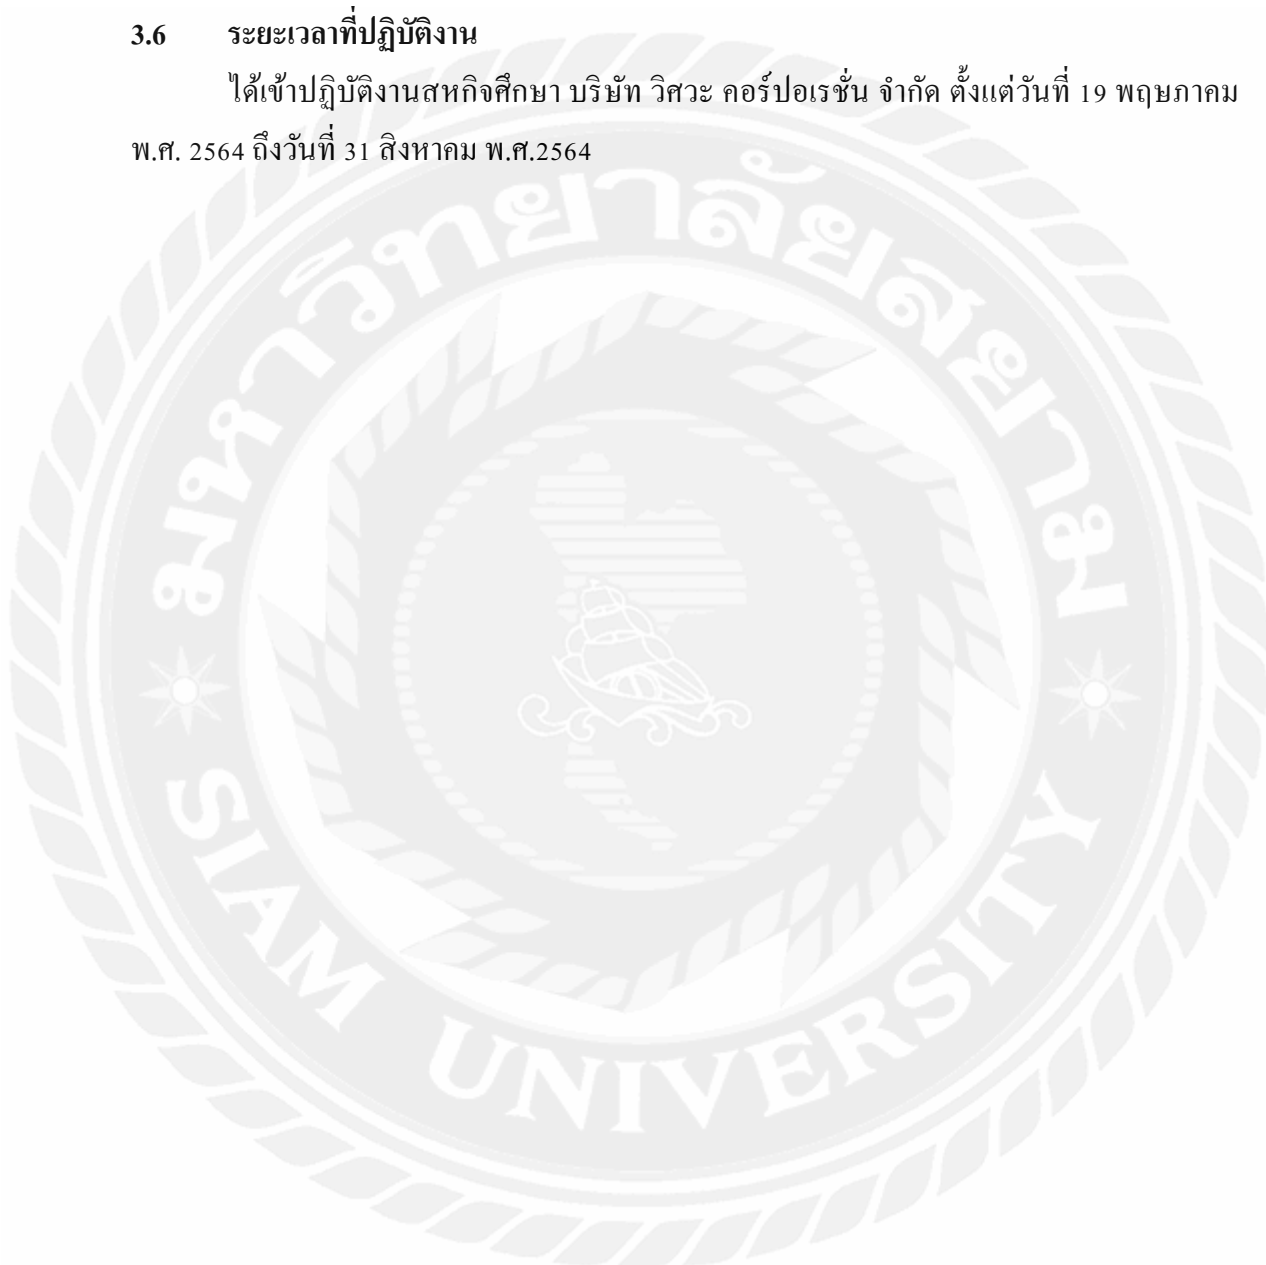 3.6 ระยะเวลาที่ปฏิบัติงาน
ได้เข้าปฏิบัติงานสหกิจศึกษา บริษัท วิศวะ คอร์ปอเรชั่น จำกัด ตั้งแต่วันที่ 19 พฤษภาคม
พ.ศ. 2564 ถึงวันที่ 31 สิงหาคม พ.ศ.2564
มหาวิทยาลัยสยาม
SIAM UNIVERSITY